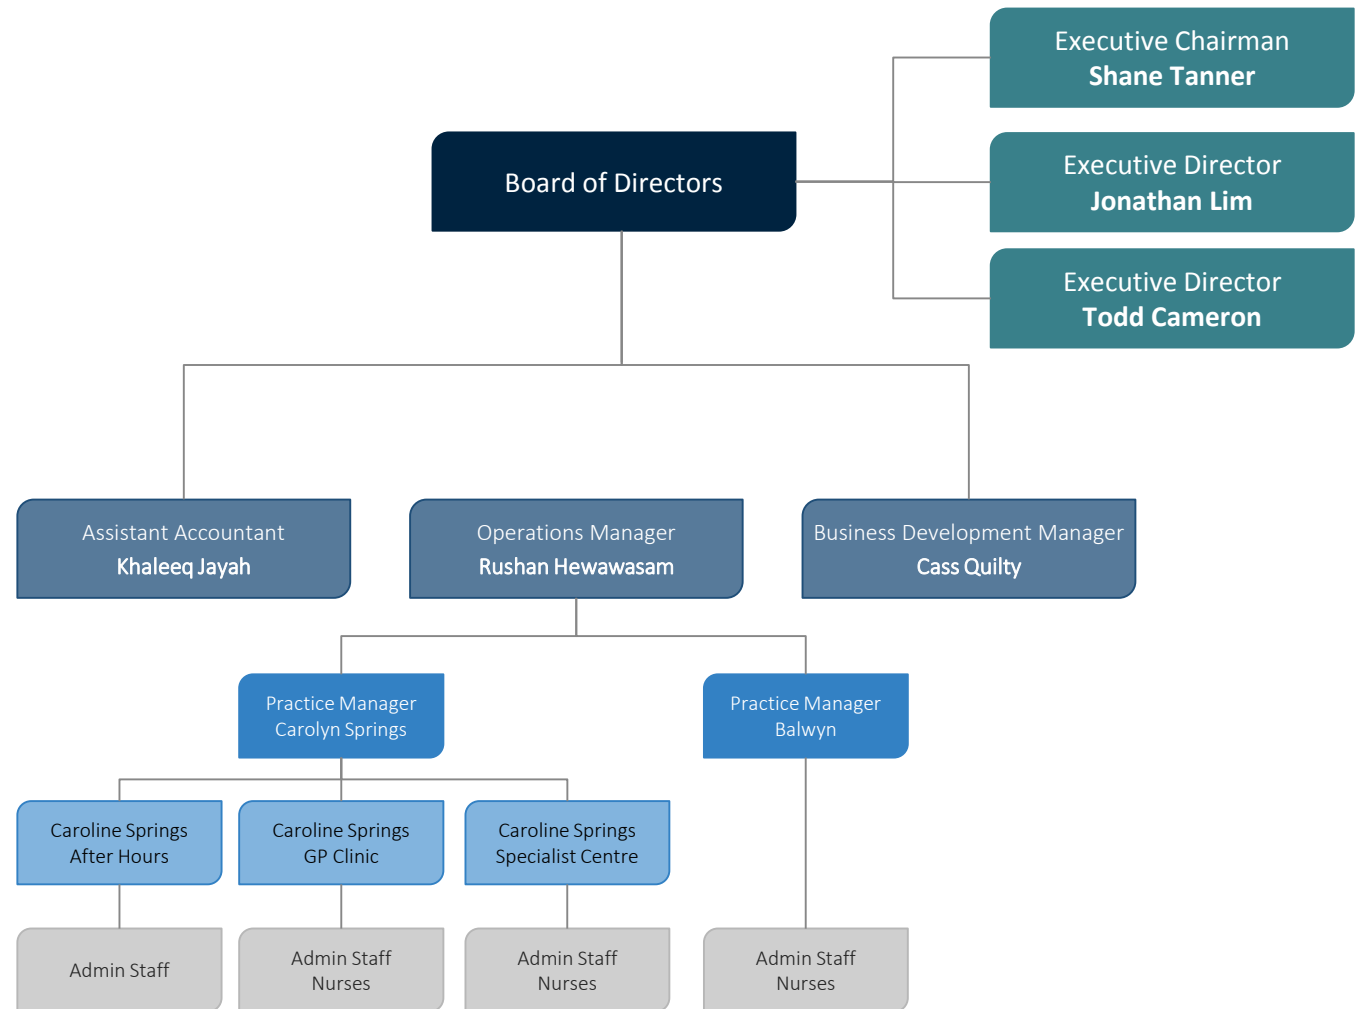 Executive Chairman
Shane Tanner
Board of Directors
Executive Director
Jonathan Lim
Executive Director
Todd Cameron
Assistant Accountant
Khaleeq Jayah
Operations Manager
Rushan Hewawasam
Business Development Manager
Cass Quilty
Practice Manager
Carolyn Springs
Practice Manager
Balwyn
Caroline Springs
After Hours
Caroline Springs
GP Clinic
Caroline Springs
Specialist Centre
Admin Staff
Admin Staff
Nurses
Admin Staff
Nurses
Admin Staff
Nurses